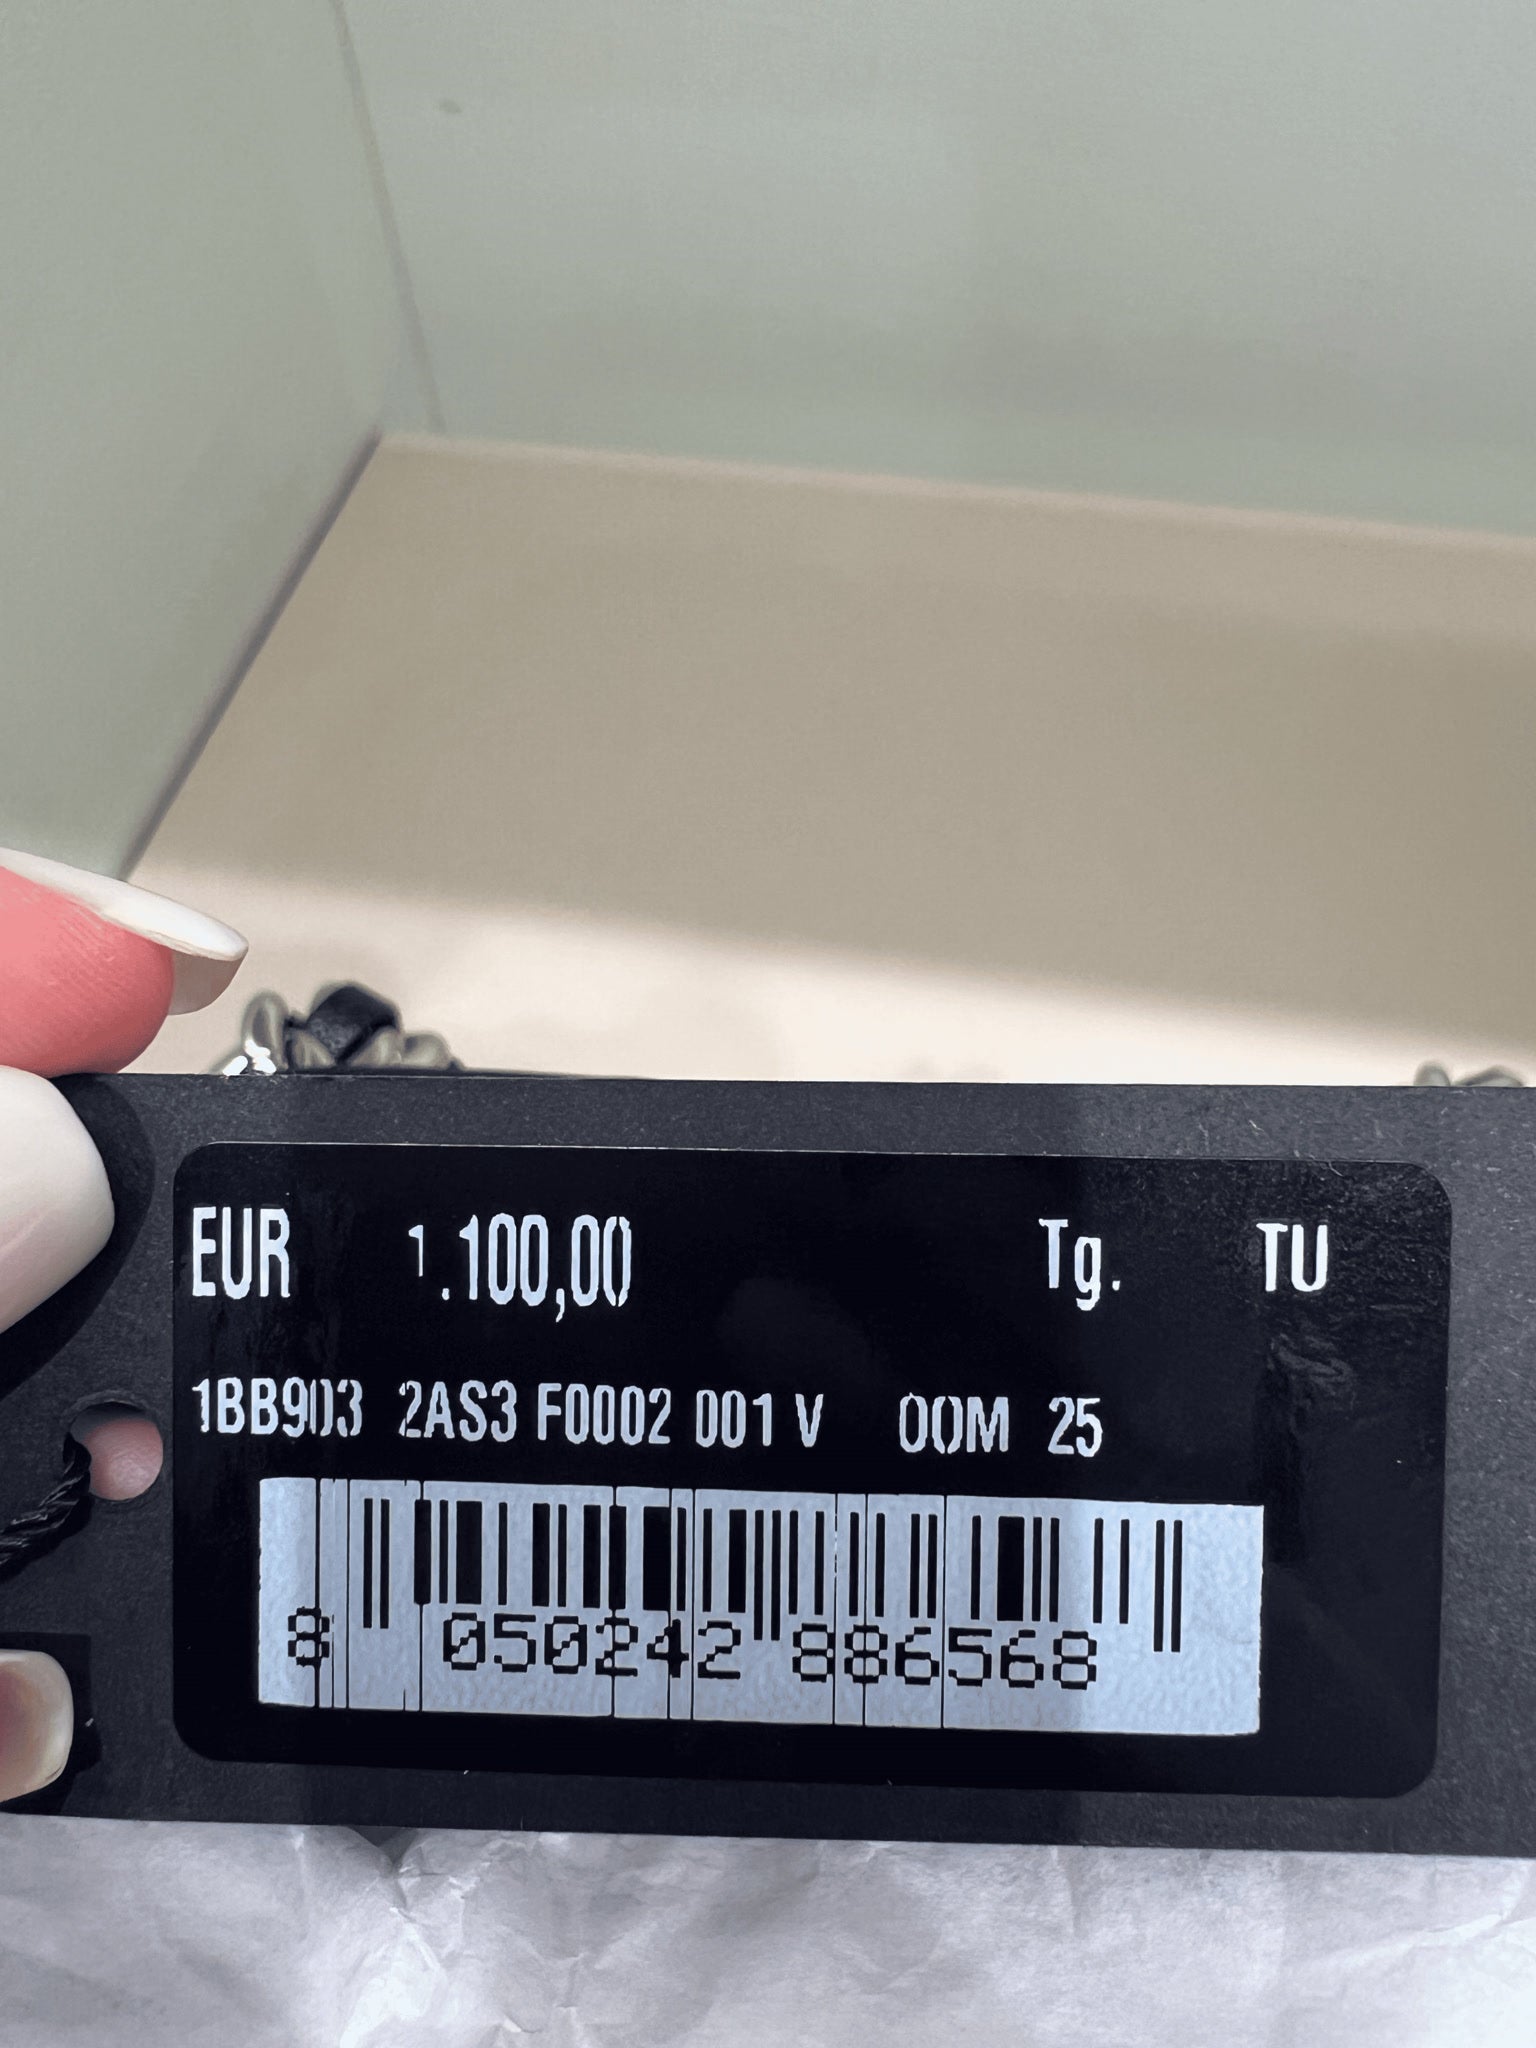 EUR 1.100,00 Tg. TU
1BB903 2AS3 F0002 001 V OOM 25
8 050242 886568